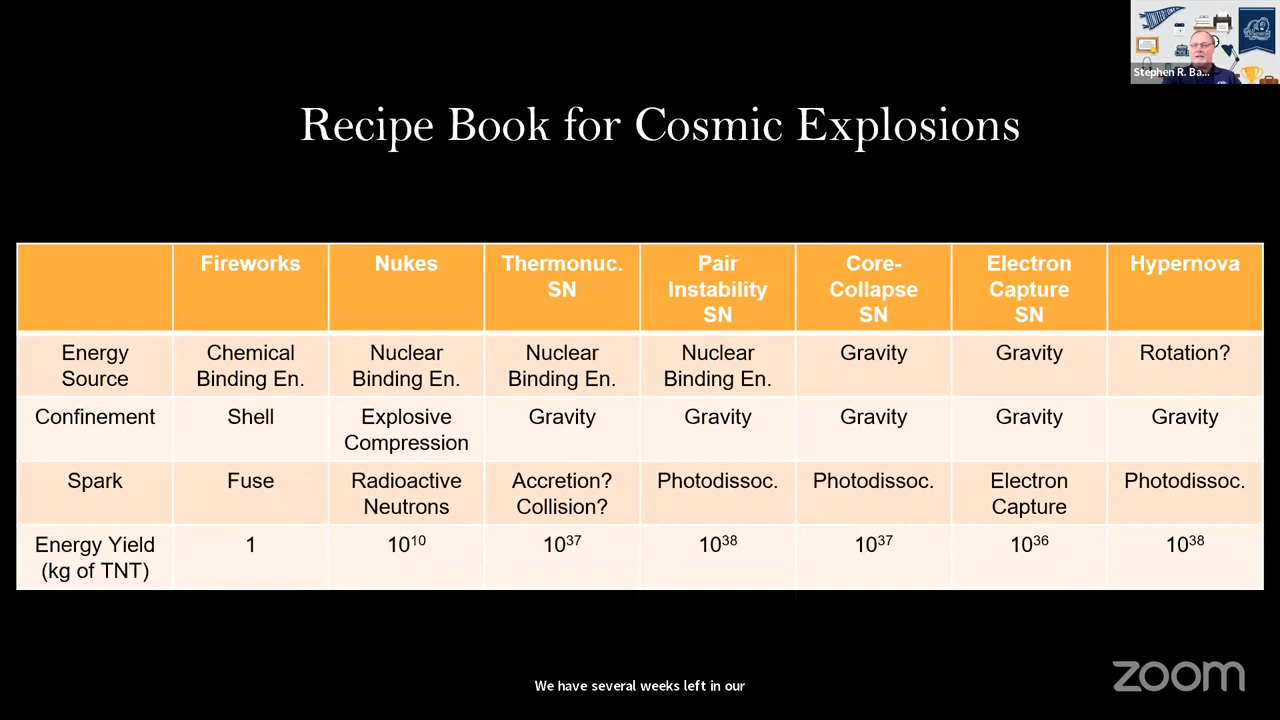 Stephen R. Ba...
Recipe Book for Cosmic Explosions
Fireworks
Nukes
Thermonuc.
SN
Pair
Instability
SN
Core-
Collapse
SN
Electron
Capture
SN
Hypernova
Energy
Source
Chemical
Binding En.
Nuclear
Binding En.
Nuclear
Binding En.
Nuclear
Binding En.
Gravity
Gravity
Rotation?
Confinement
Shell
Explosive
Compression
Gravity
Gravity
Gravity
Gravity
Gravity
Spark
Fuse
Radioactive
Neutrons
Accretion?
Collision?
Photodissoc.
Photodissoc.
Electron
Capture
Photodissoc.
Energy Yield
(kg of TNT)
1
10¹⁰
10³⁷
10³⁸
10³⁷
10³⁶
10³⁸
We have several weeks left in our
zoom